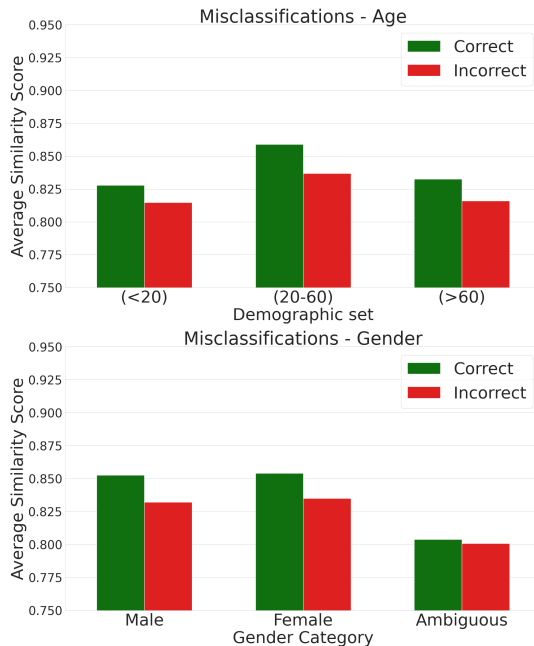 Misclassifications - Age
Average Similarity Score
0.950
0.925
0.900
0.875
0.850
0.825
0.800
0.775
0.750
Correct
Incorrect
(<20) (20-60) (>60)
Demographic set
Misclassifications - Gender
Average Similarity Score
0.950
0.925
0.900
0.875
0.850
0.825
0.800
0.775
0.750
Correct
Incorrect
Male Female Ambiguous
Gender Category